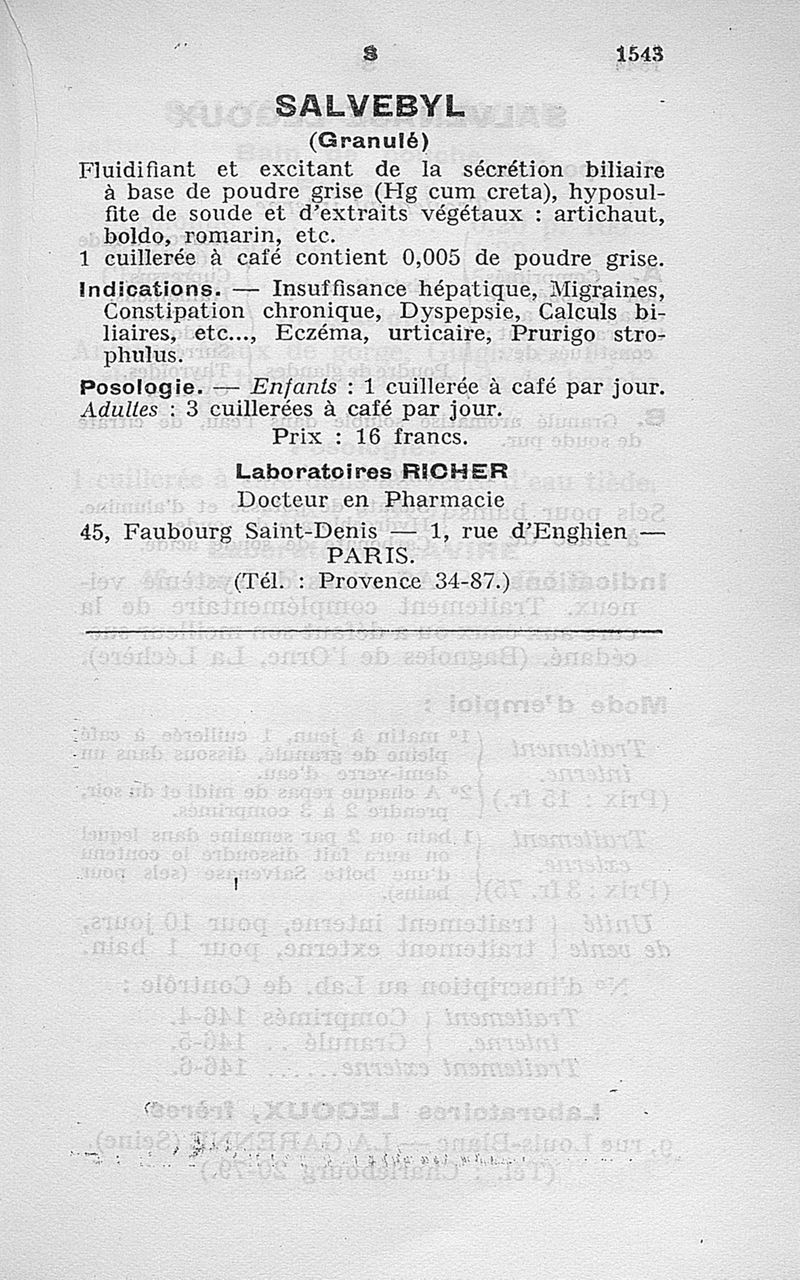 S 1543
SALVEBYL
(Granulé)
Fluidifiant et excitant de la sécrétion biliaire
à base de poudre grise (Hg cum creta), hyposul-
fite de soude et d'extraits végétaux : artichaut,
boldo, romarin, etc.
1 cuillerée à café contient 0,005 de poudre grise.
Indications. — Insuffisance hépatique, Migraines,
Constipation chronique, Dyspepsie, Calculs bi-
liaires, etc..., Eczéma, urticaire, Prurigo stro-
phulus.
Posologie. — Enfants : 1 cuillerée à café par jour.
Adultes : 3 cuillerées à café par jour.
Prix : 16 francs.
Laboratoires RICHER
Docteur en Pharmacie
45, Faubourg Saint-Denis — 1, rue d'Enghien —
PARIS.
(Tél. : Provence 34-87.)